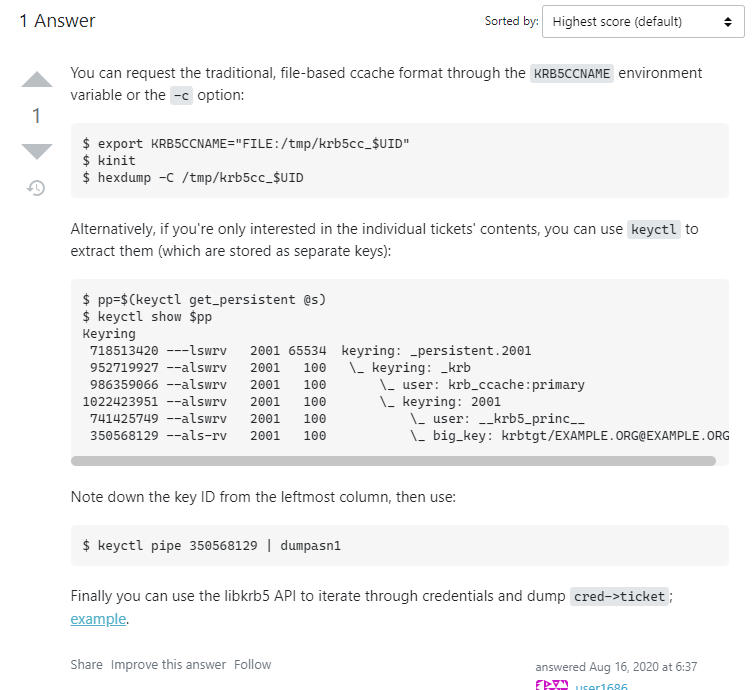 1 Answer
Sorted by:
Highest score (default)
You can request the traditional, file-based ccache format through the KRB5CCNAME environment
variable or the -c option:
1
$ export KRB5CCNAME="FILE:/tmp/krb5cc_$UID"
$ kinit
$ hexdump -C /tmp/krb5cc_$UID
Alternatively, if you're only interested in the individual tickets' contents, you can use keyctl to
extract them (which are stored as separate keys):
$ pp=$(keyctl get_persistent @s)
$ keyctl show $pp
Keyring
 718513420 ---lswrv   2001 65534  keyring: _persistent.2001
 952719927 --alswrv   2001   100   \_ keyring: _krb
 986359066 --alswrv   2001   100       \_ user: krb_ccache:primary
1022423951 --alswrv   2001   100       \_ keyring: 2001
 741425749 --alswrv   2001   100           \_ user: __krb5_princ__
 350568129 --als-rv   2001   100           \_ big_key: krbtgt/EXAMPLE.ORG@EXAMPLE.ORG
Note down the key ID from the leftmost column, then use:
$ keyctl pipe 350568129 | dumpasn1
Finally you can use the libkrb5 API to iterate through credentials and dump cred->ticket;
example.
Share Improve this answer Follow
answered Aug 16, 2020 at 6:37
user1686